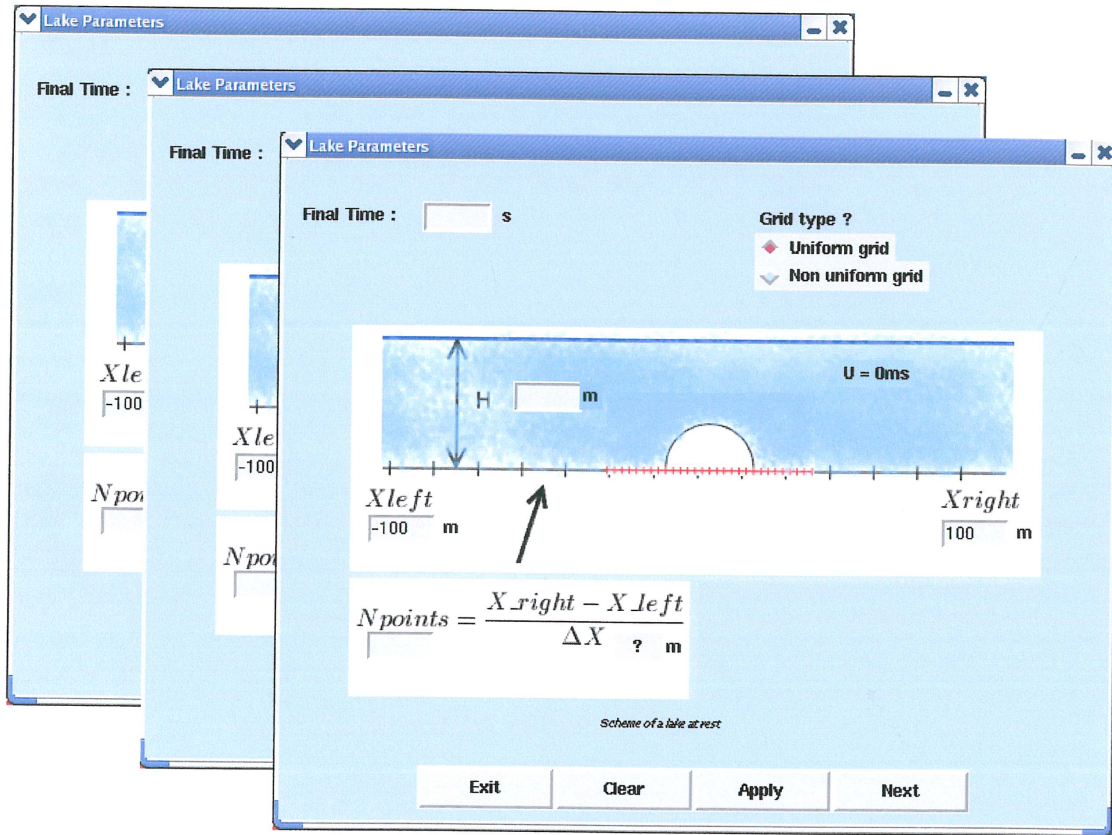 Lake Parameters
Final Time :
Xle
-100
Npoi
Lake Parameters
Final Time :
Xle
-100
Npoi
Lake Parameters
Final Time : s
Grid type ?
Uniform grid
Non uniform grid
U = 0ms
H m
Xleft
-100 m
Xright
100 m
Npoints = X_right − X_left
ΔX ? m
Scheme of a lake at rest
Exit Clear Apply Next